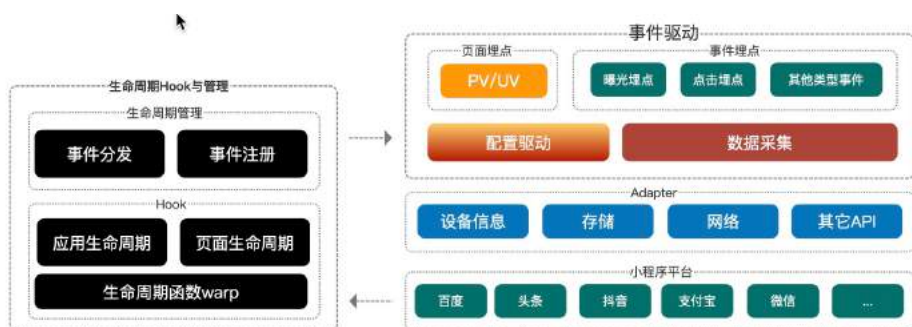 事件驱动
页面埋点
事件埋点
PV/UV
曝光埋点
点击埋点
其他类型事件
配置驱动
数据采集
生命周期Hook与管理
生命周期管理
事件分发
事件注册
Hook
应用生命周期
页面生命周期
生命周期函数warp
Adapter
设备信息
存储
网络
其它API
小程序平台
百度
头条
抖音
支付宝
微信
...